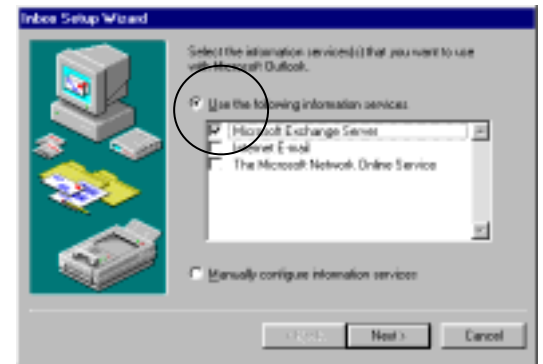 Inbox Setup Wizard
Select the information service(s) that you want to use
with Microsoft Outlook.
Use the following information services
Microsoft Exchange Server
Internet E-mail
The Microsoft Network Online Service
Manually configure information services
< Back Next > Cancel